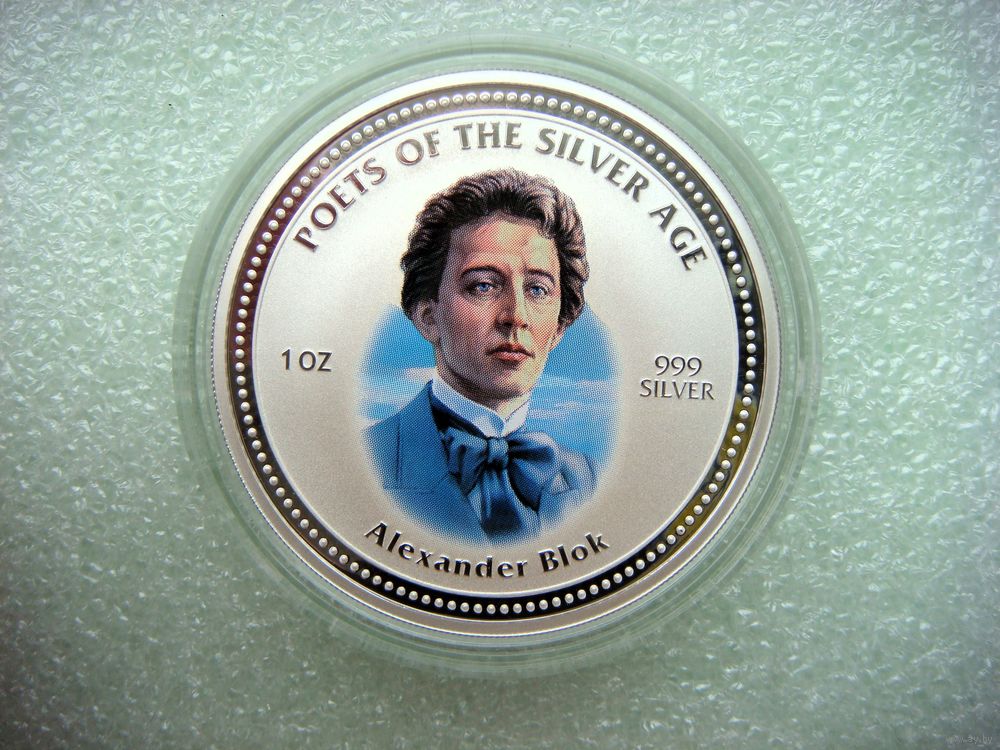 POETS OF THE SILVER AGE
1 OZ
999
SILVER
Alexander Blok